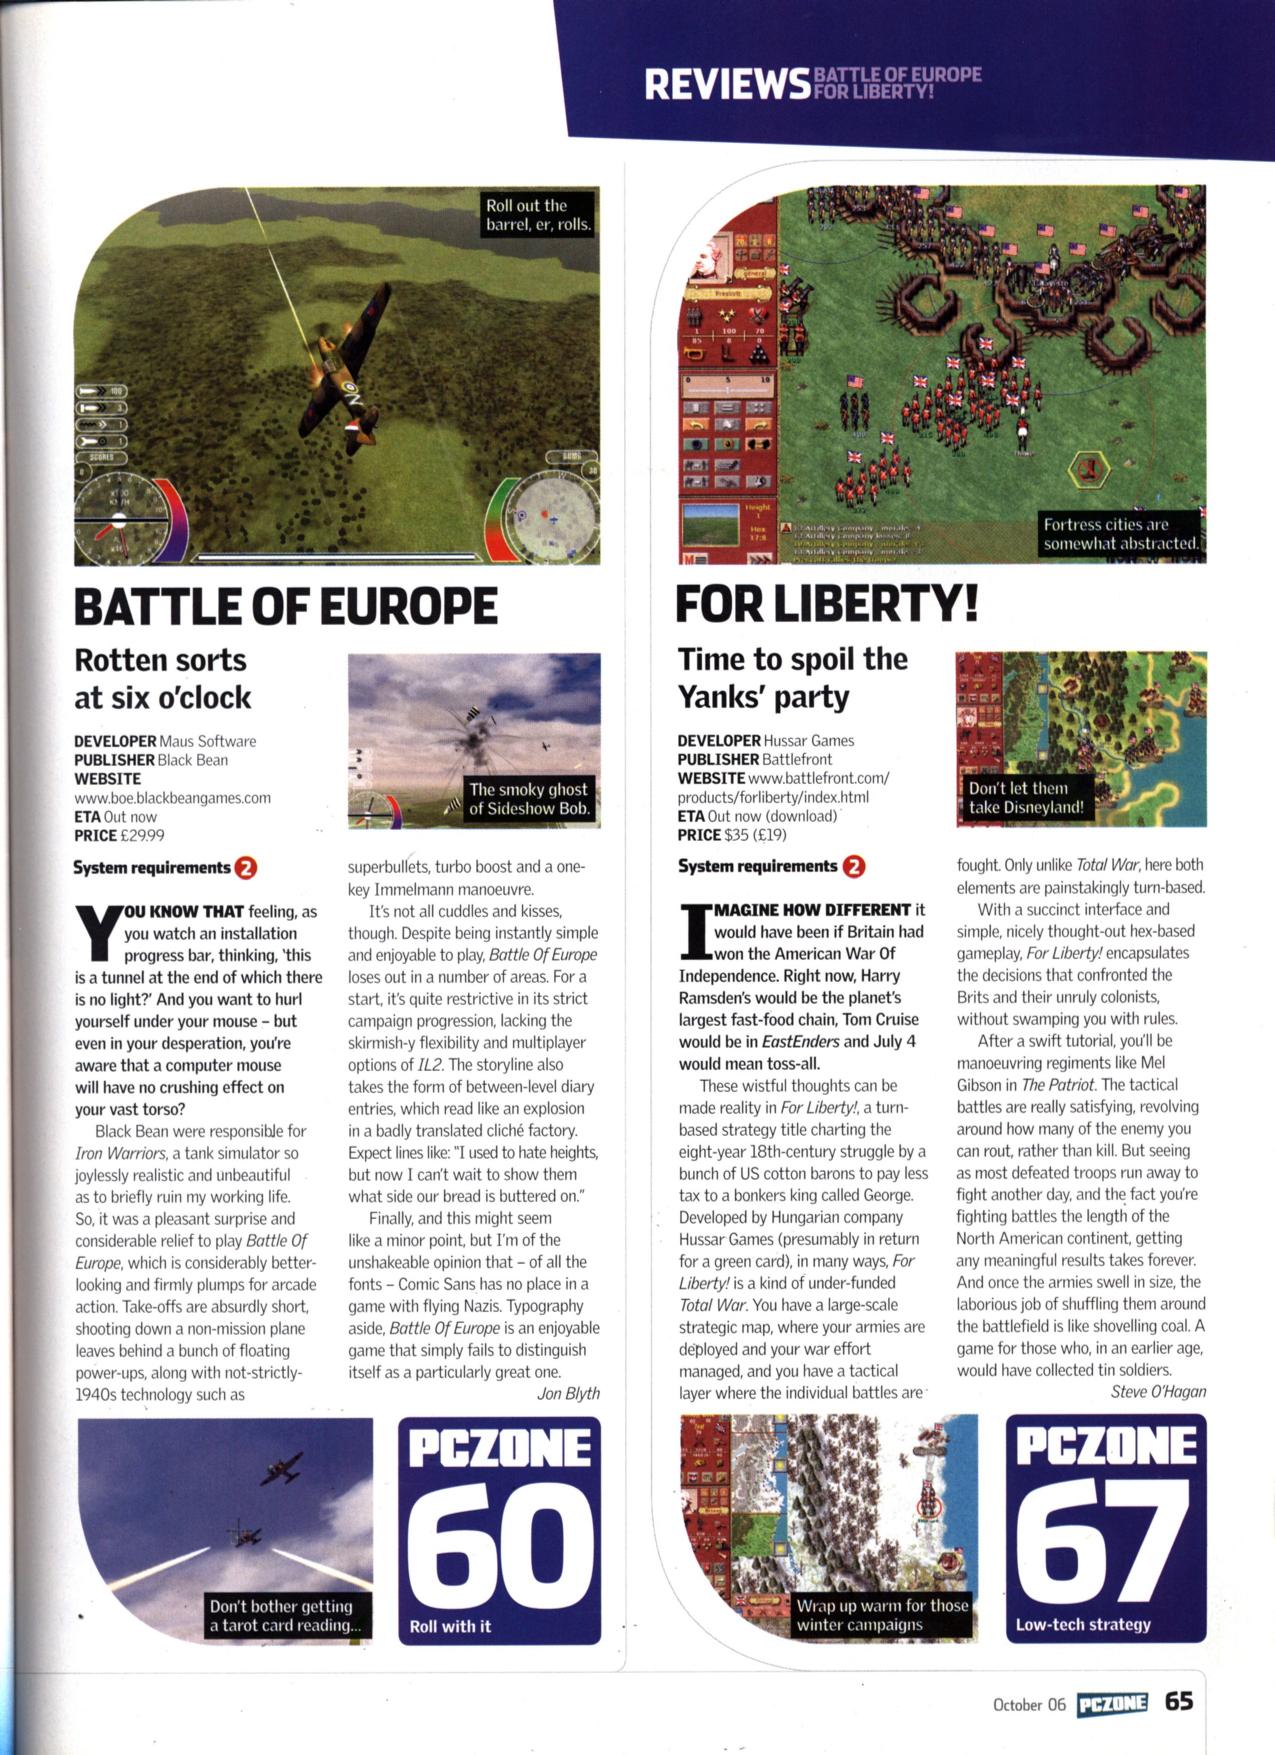 REVIEWS BATTLE OF EUROPE
FOR LIBERTY!
Roll out the
barrel, er, rolls.
BATTLE OF EUROPE
Rotten sorts
at six o'clock
DEVELOPER Maus Software
PUBLISHER Black Bean
WEBSITE
www.boe.blackbeangames.com
ETA Out now
PRICE £29.99
System requirements 2
The smoky ghost
of Sideshow Bob.
YOU KNOW THAT feeling, as
you watch an installation
progress bar, thinking, 'this
is a tunnel at the end of which there
is no light?' And you want to hurl
yourself under your mouse – but
even in your desperation, you're
aware that a computer mouse
will have no crushing effect on
your vast torso?
Black Bean were responsible for
Iron Warriors, a tank simulator so
joylessly realistic and unbeautiful
as to briefly ruin my working life.
So, it was a pleasant surprise and
considerable relief to play Battle Of
Europe, which is considerably better-
looking and firmly plumps for arcade
action. Take-offs are absurdly short,
shooting down a non-mission plane
leaves behind a bunch of floating
power-ups, along with not-strictly-
1940s technology such as
superbullets, turbo boost and a one-
key Immelmann manoeuvre.
It's not all cuddles and kisses,
though. Despite being instantly simple
and enjoyable to play, Battle Of Europe
loses out in a number of areas. For a
start, it's quite restrictive in its strict
campaign progression, lacking the
skirmish-y flexibility and multiplayer
options of IL2. The storyline also
takes the form of between-level diary
entries, which read like an explosion
in a badly translated cliché factory.
Expect lines like: "I used to hate heights,
but now I can't wait to show them
what side our bread is buttered on."
Finally, and this might seem
like a minor point, but I'm of the
unshakeable opinion that – of all the
fonts – Comic Sans has no place in a
game with flying Nazis. Typography
aside, Battle Of Europe is an enjoyable
game that simply fails to distinguish
itself as a particularly great one.
Jon Blyth
Don't bother getting
a tarot card reading...
PCZONE
60
Roll with it
Fortress cities are
somewhat abstracted.
FOR LIBERTY!
Time to spoil the
Yanks' party
DEVELOPER Hussar Games
PUBLISHER Battlefront
WEBSITE www.battlefront.com/
products/forliberty/index.html
ETA Out now (download)
PRICE $35 (£19)
System requirements 2
Don't let them
take Disneyland!
IMAGINE HOW DIFFERENT it
would have been if Britain had
won the American War Of
Independence. Right now, Harry
Ramsden's would be the planet's
largest fast-food chain, Tom Cruise
would be in EastEnders and July 4
would mean toss-all.
These wistful thoughts can be
made reality in For Liberty!, a turn-
based strategy title charting the
eight-year 18th-century struggle by a
bunch of US cotton barons to pay less
tax to a bonkers king called George.
Developed by Hungarian company
Hussar Games (presumably in return
for a green card), in many ways, For
Liberty! is a kind of under-funded
Total War. You have a large-scale
strategic map, where your armies are
deployed and your war effort
managed, and you have a tactical
layer where the individual battles are
fought. Only unlike Total War, here both
elements are painstakingly turn-based.
With a succinct interface and
simple, nicely thought-out hex-based
gameplay, For Liberty! encapsulates
the decisions that confronted the
Brits and their unruly colonists,
without swamping you with rules.
After a swift tutorial, you'll be
manoeuvring regiments like Mel
Gibson in The Patriot. The tactical
battles are really satisfying, revolving
around how many of the enemy you
can rout, rather than kill. But seeing
as most defeated troops run away to
fight another day, and the fact you're
fighting battles the length of the
North American continent, getting
any meaningful results takes forever.
And once the armies swell in size, the
laborious job of shuffling them around
the battlefield is like shovelling coal. A
game for those who, in an earlier age,
would have collected tin soldiers.
Steve O'Hagan
Wrap up warm for those
winter campaigns
PCZONE
67
Low-tech strategy
October 06 PCZONE 65